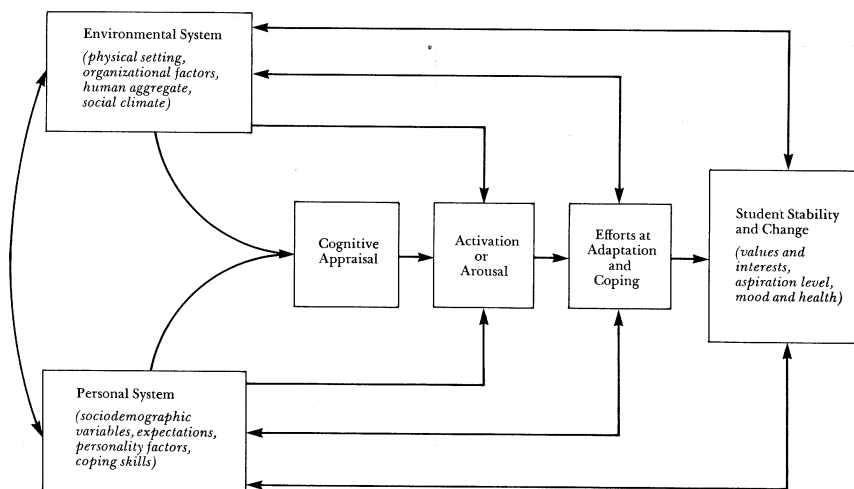 Environmental System
(physical setting,
organizational factors,
human aggregate,
social climate)
Cognitive
Appraisal
Activation
or
Arousal
Efforts at
Adaptation
and
Coping
Student Stability
and Change
(values and
interests,
aspiration level,
mood and health)
Personal System
(sociodemographic
variables, expectations,
personality factors,
coping skills)